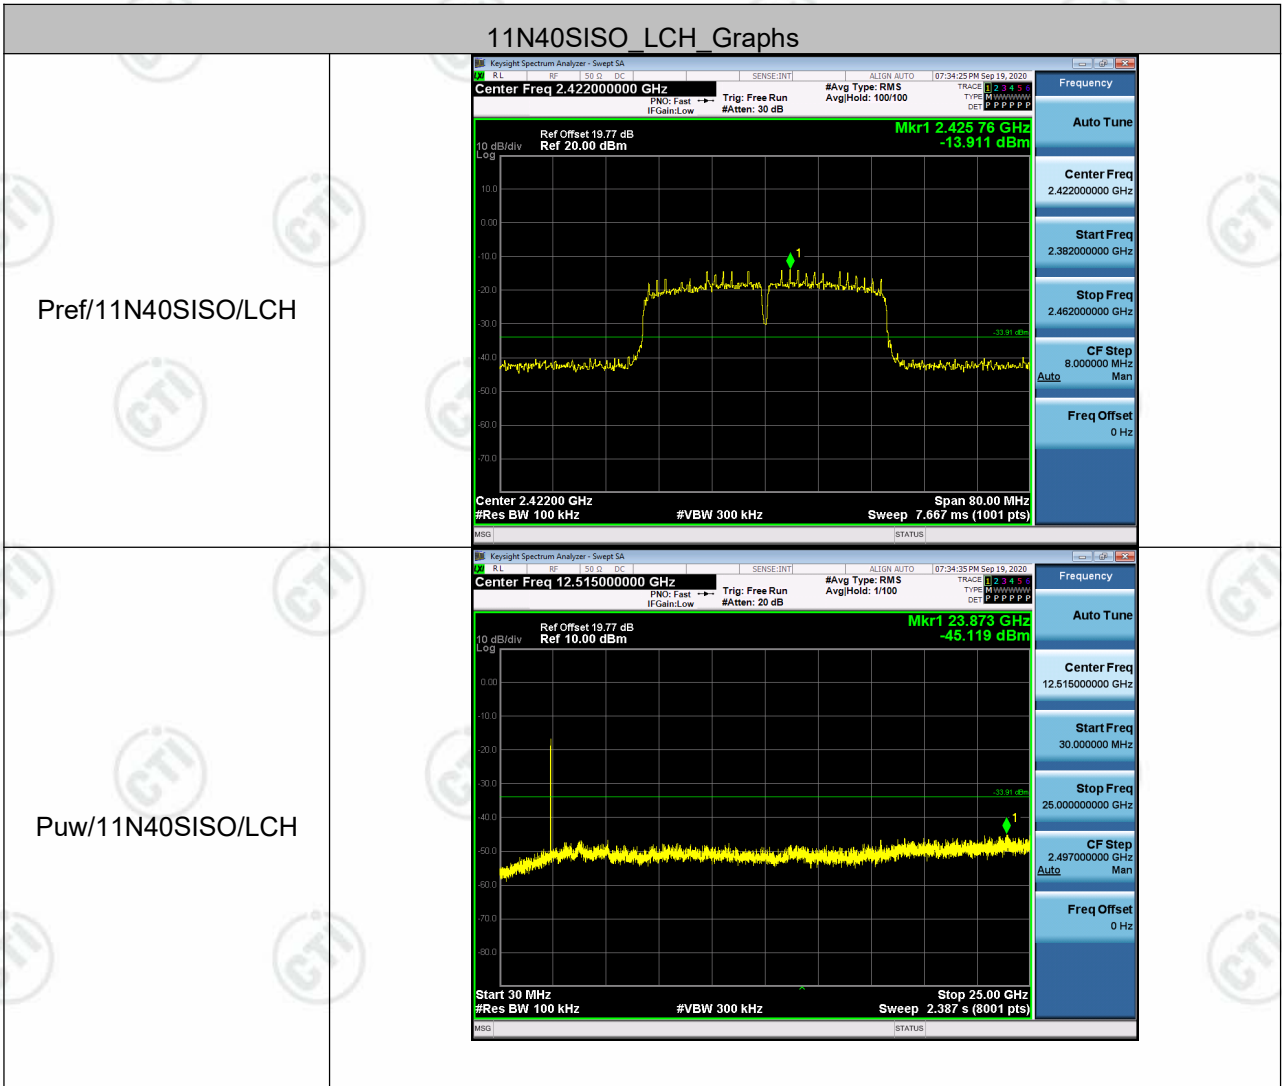 11N40SISO_LCH_Graphs
Pref/11N40SISO/LCH
Keysight Spectrum Analyzer - Swept SA
RL RF 50 Ω DC SENSE:INT ALIGN AUTO 07:34:25 PM Sep 19, 2020
Center Freq 2.422000000 GHz
PNO: Fast
IFGain:Low
Trig: Free Run
#Atten: 30 dB
#Avg Type: RMS
Avg|Hold: 100/100
TRACE 1 2 3 4 5 6
TYPE M WWWWW
DET P P P P P P
Mkr1 2.425 76 GHz
-13.911 dBm
Ref Offset 19.77 dB
10 dB/div Ref 20.00 dBm
Log
10.0
0.00
-10.0
-20.0
-30.0
-40.0
-50.0
-60.0
-70.0
1
-33.91 dBm
Center 2.42200 GHz Span 80.00 MHz
#Res BW 100 kHz #VBW 300 kHz Sweep 7.667 ms (1001 pts)
MSG STATUS
Frequency
Auto Tune
Center Freq
2.422000000 GHz
Start Freq
2.382000000 GHz
Stop Freq
2.462000000 GHz
CF Step
8.000000 MHz
Auto Man
Freq Offset
0 Hz
Puw/11N40SISO/LCH
Keysight Spectrum Analyzer - Swept SA
RL RF 50 Ω DC SENSE:INT ALIGN AUTO 07:34:35 PM Sep 19, 2020
Center Freq 12.515000000 GHz
PNO: Fast
IFGain:Low
Trig: Free Run
#Atten: 20 dB
#Avg Type: RMS
Avg|Hold: 1/100
TRACE 1 2 3 4 5 6
TYPE M WWWWW
DET P P P P P P
Mkr1 23.873 GHz
-45.119 dBm
Ref Offset 19.77 dB
10 dB/div Ref 10.00 dBm
Log
0.00
-10.0
-20.0
-30.0
-40.0
-50.0
-60.0
-70.0
-80.0
1
-33.91 dBm
Start 30 MHz Stop 25.00 GHz
#Res BW 100 kHz #VBW 300 kHz Sweep 2.387 s (8001 pts)
MSG STATUS
Frequency
Auto Tune
Center Freq
12.515000000 GHz
Start Freq
30.000000 MHz
Stop Freq
25.000000000 GHz
CF Step
2.497000000 GHz
Auto Man
Freq Offset
0 Hz
CTI
CTI
CTI
CTI
CTI
CTI
CTI
CTI
CTI
CTI
CTI